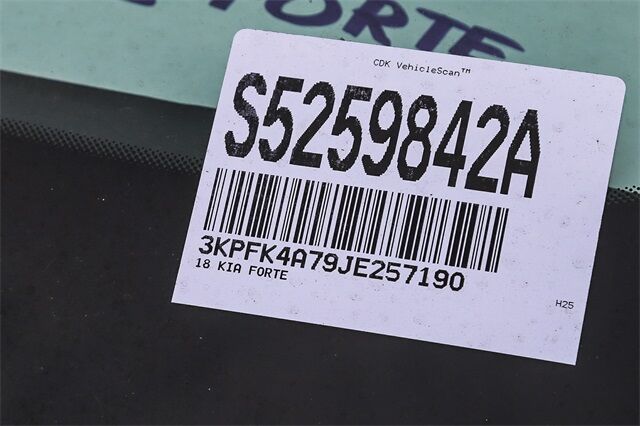 FORTE
CDK VehicleScan™
S5259842A
3KPFK4A79JE257190
18 KIA FORTE
H25